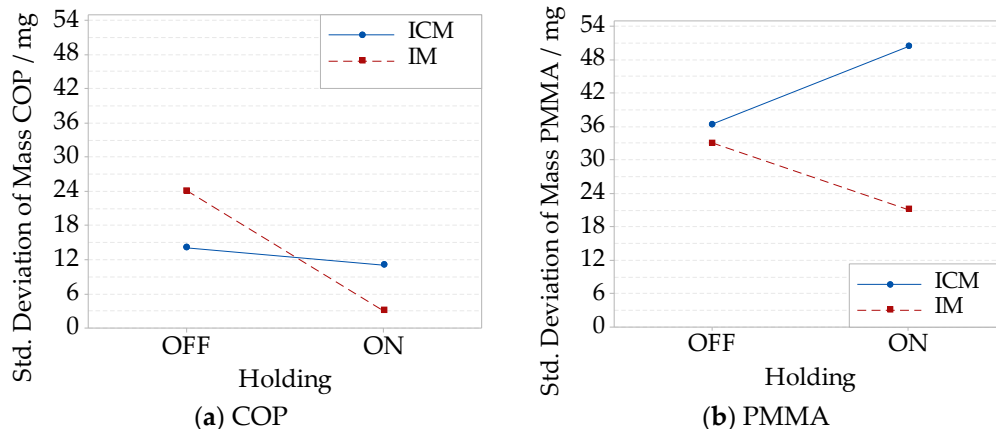 Std. Deviation of Mass COP / mg
54
48
42
36
30
24
18
12
6
0
ICM
IM
OFF
ON
Holding
(a) COP
Std. Deviation of Mass PMMA / mg
54
48
42
36
30
24
18
12
6
0
ICM
IM
OFF
ON
Holding
(b) PMMA